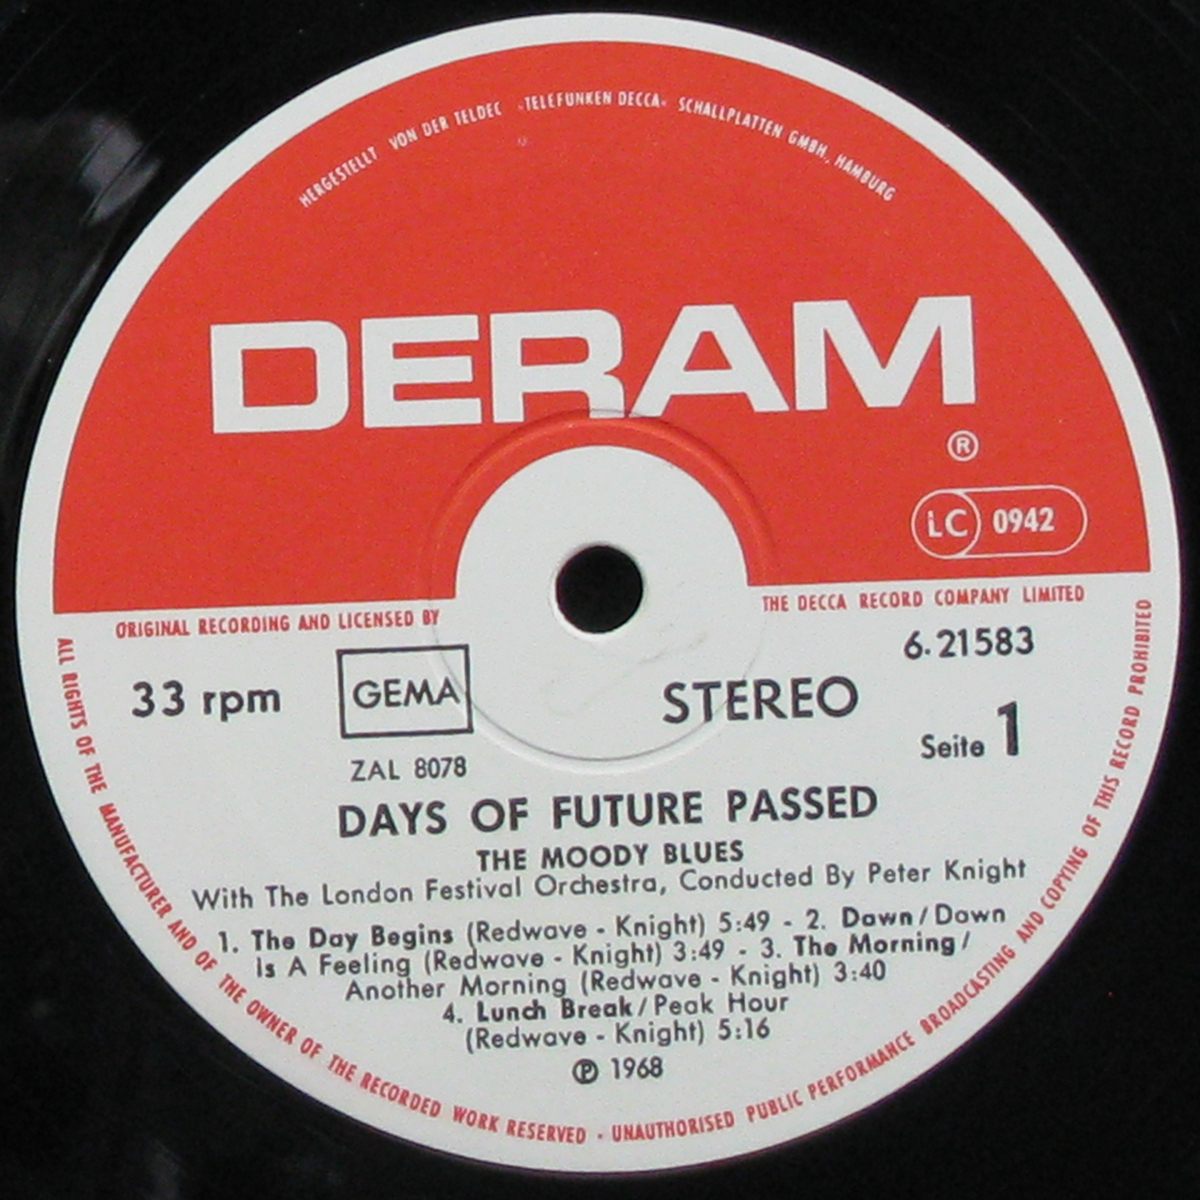 HERGESTELLT VON DER TELDEC »TELEFUNKEN DECCA« SCHALLPLATTEN GMBH., HAMBURG
DERAM
®
LC 0942
ORIGINAL RECORDING AND LICENSED BY THE DECCA RECORD COMPANY LIMITED
6.21583
33 rpm GEMA STEREO
Seite 1
ZAL 8078
DAYS OF FUTURE PASSED
THE MOODY BLUES
With The London Festival Orchestra, Conducted By Peter Knight
1. The Day Begins (Redwave - Knight) 5:49 - 2. Dawn/Dawn
Is A Feeling (Redwave - Knight) 3:49 - 3. The Morning/
Another Morning (Redwave - Knight) 3:40
4. Lunch Break/Peak Hour
(Redwave - Knight) 5:16
℗ 1968
ALL RIGHTS OF THE MANUFACTURER AND OF THE OWNER OF THE RECORDED WORK RESERVED - UNAUTHORISED PUBLIC PERFORMANCE BROADCASTING AND COPYING OF THIS RECORD PROHIBITED